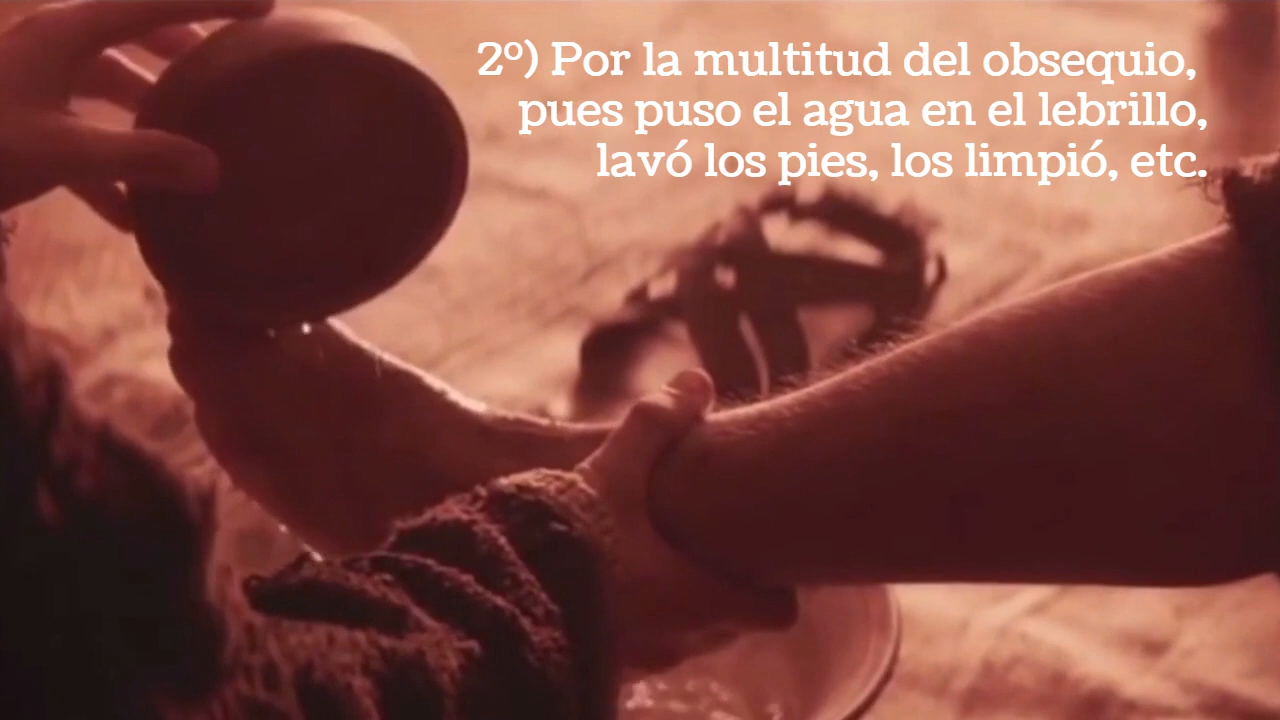 2º) Por la multitud del obsequio,
pues puso el agua en el lebrillo,
lavó los pies, los limpió, etc.